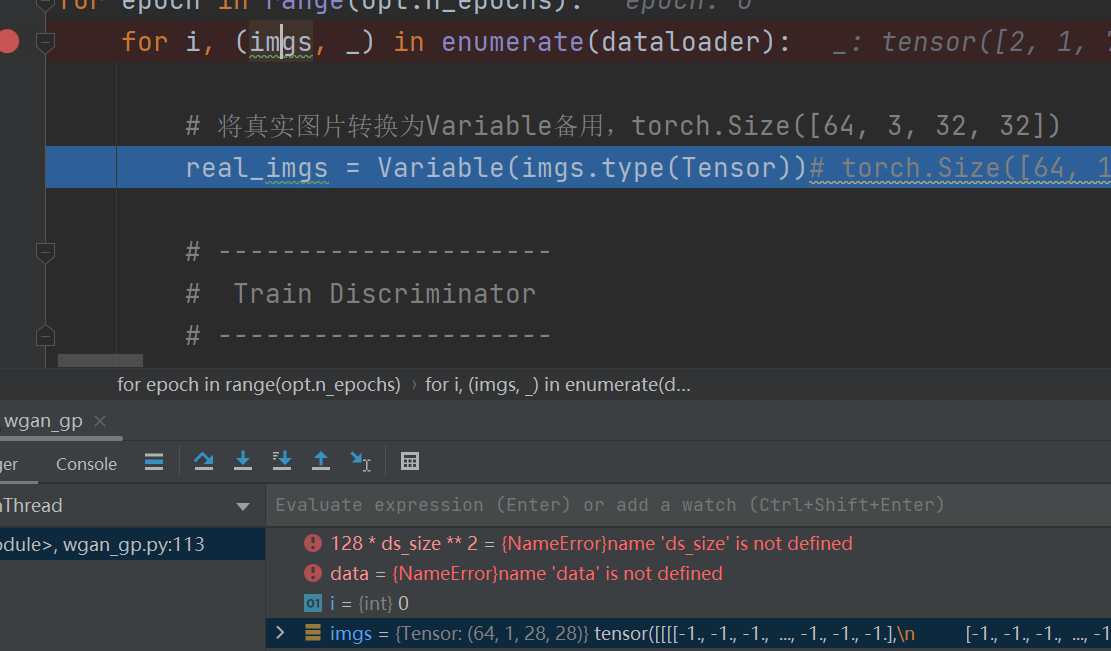 for epoch in range(opt.n_epochs):   epoch: 0
for i, (imgs, _) in enumerate(dataloader):   _: tensor([2, 1,
# 将真实图片转换为Variable备用，torch.Size([64, 3, 32, 32])
real_imgs = Variable(imgs.type(Tensor))# torch.Size([64, 1
# ---------------------
#  Train Discriminator
# ---------------------
for epoch in range(opt.n_epochs) › for i, (imgs, _) in enumerate(d...
wgan_gp ×
ger Console
nThread Evaluate expression (Enter) or add a watch (Ctrl+Shift+Enter)
odule>, wgan_gp.py:113 128 * ds_size ** 2 = {NameError}name 'ds_size' is not defined
data = {NameError}name 'data' is not defined
01 i = {int} 0
imgs = {Tensor: (64, 1, 28, 28)} tensor([[[[-1., -1., -1., ..., -1., -1., -1.],\n [-1., -1., -1., ..., -1